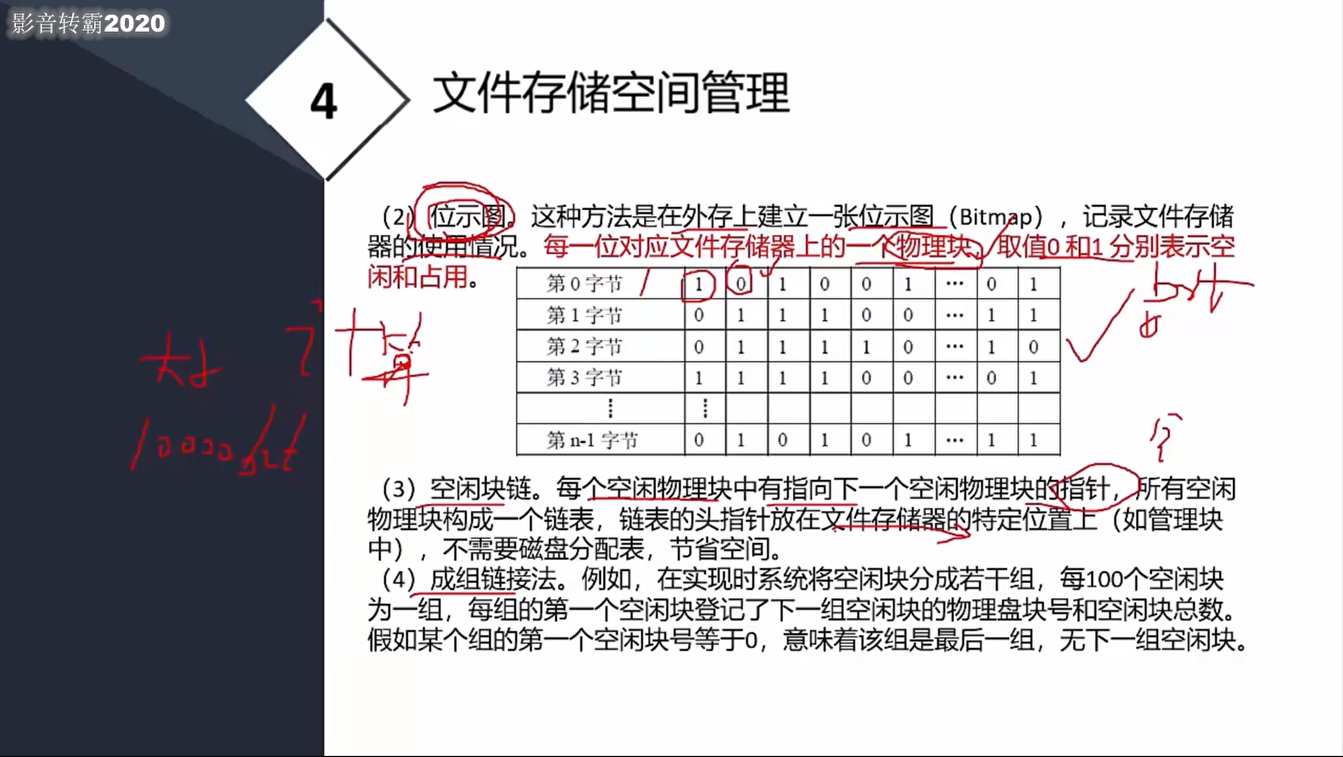 影音转霸2020
4
文件存储空间管理
（2）位示图。这种方法是在外存上建立一张位示图（Bitmap），记录文件存储
器的使用情况。每一位对应文件存储器上的一个物理块，取值0 和1 分别表示空
闲和占用。
第 0 字节 1 0 1 0 0 1 … 0 1
第 1 字节 0 1 1 1 0 0 … 1 1
第 2 字节 0 1 1 1 1 0 … 1 0
第 3 字节 1 1 1 1 0 0 … 0 1
⋮ ⋮
第 n-1 字节 0 1 0 1 0 1 … 1 1
10000bit
（3）空闲块链。每个空闲物理块中有指向下一个空闲物理块的指针，所有空闲
物理块构成一个链表，链表的头指针放在文件存储器的特定位置上（如管理块
中），不需要磁盘分配表，节省空间。
（4）成组链接法。例如，在实现时系统将空闲块分成若干组，每100个空闲块
为一组，每组的第一个空闲块登记了下一组空闲块的物理盘块号和空闲块总数。
假如某个组的第一个空闲块号等于0，意味着该组是最后一组，无下一组空闲块。